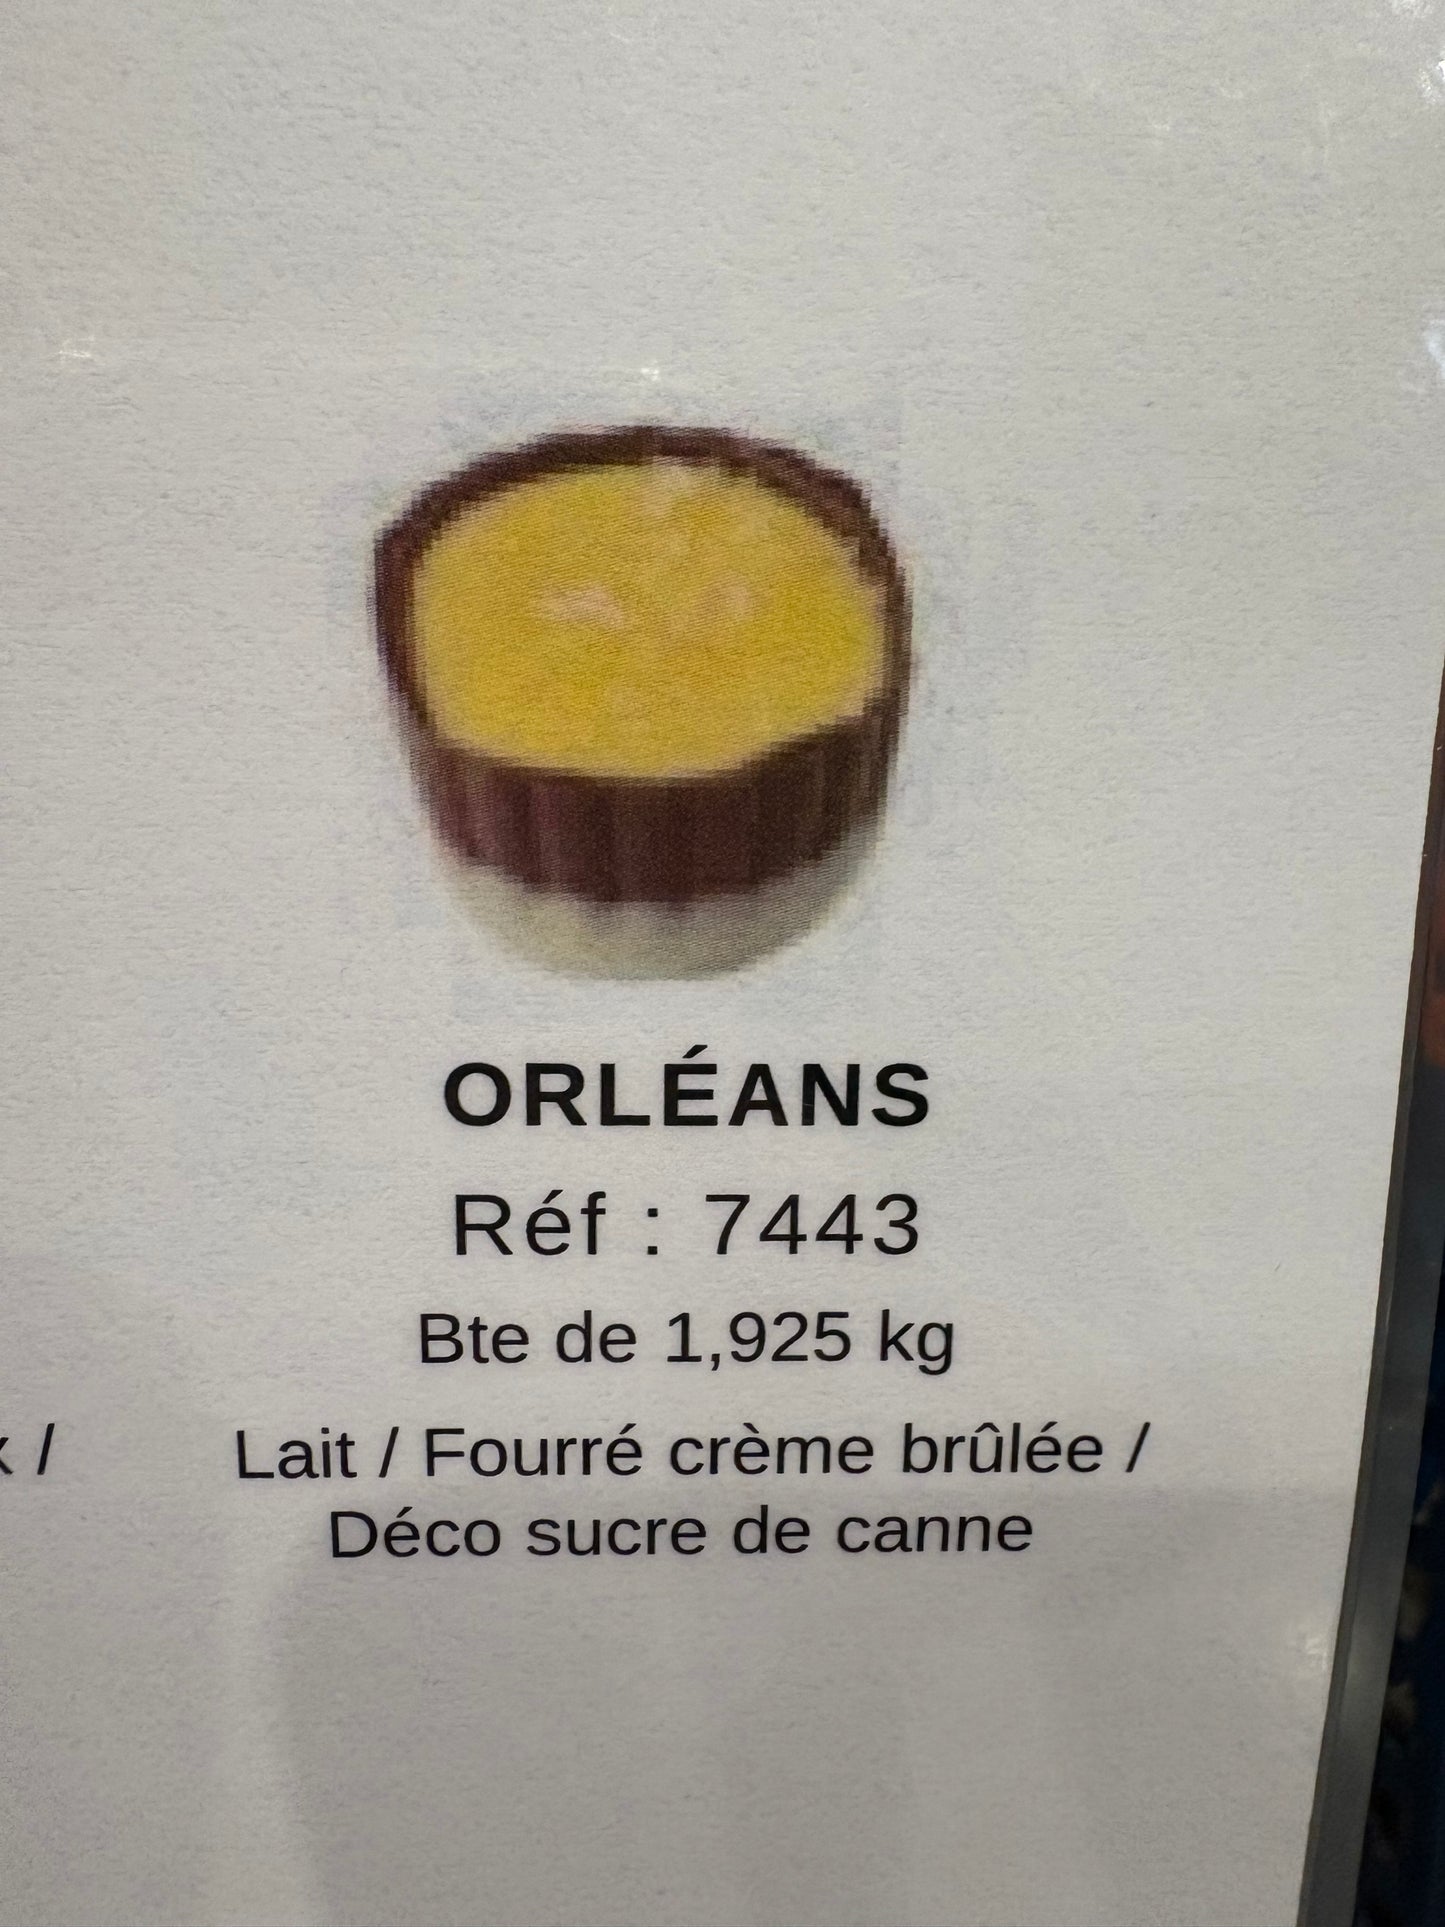 ORLÉANS
Réf : 7443
Bte de 1,925 kg
/
Lait / Fourré crème brûlée /
Déco sucre de canne